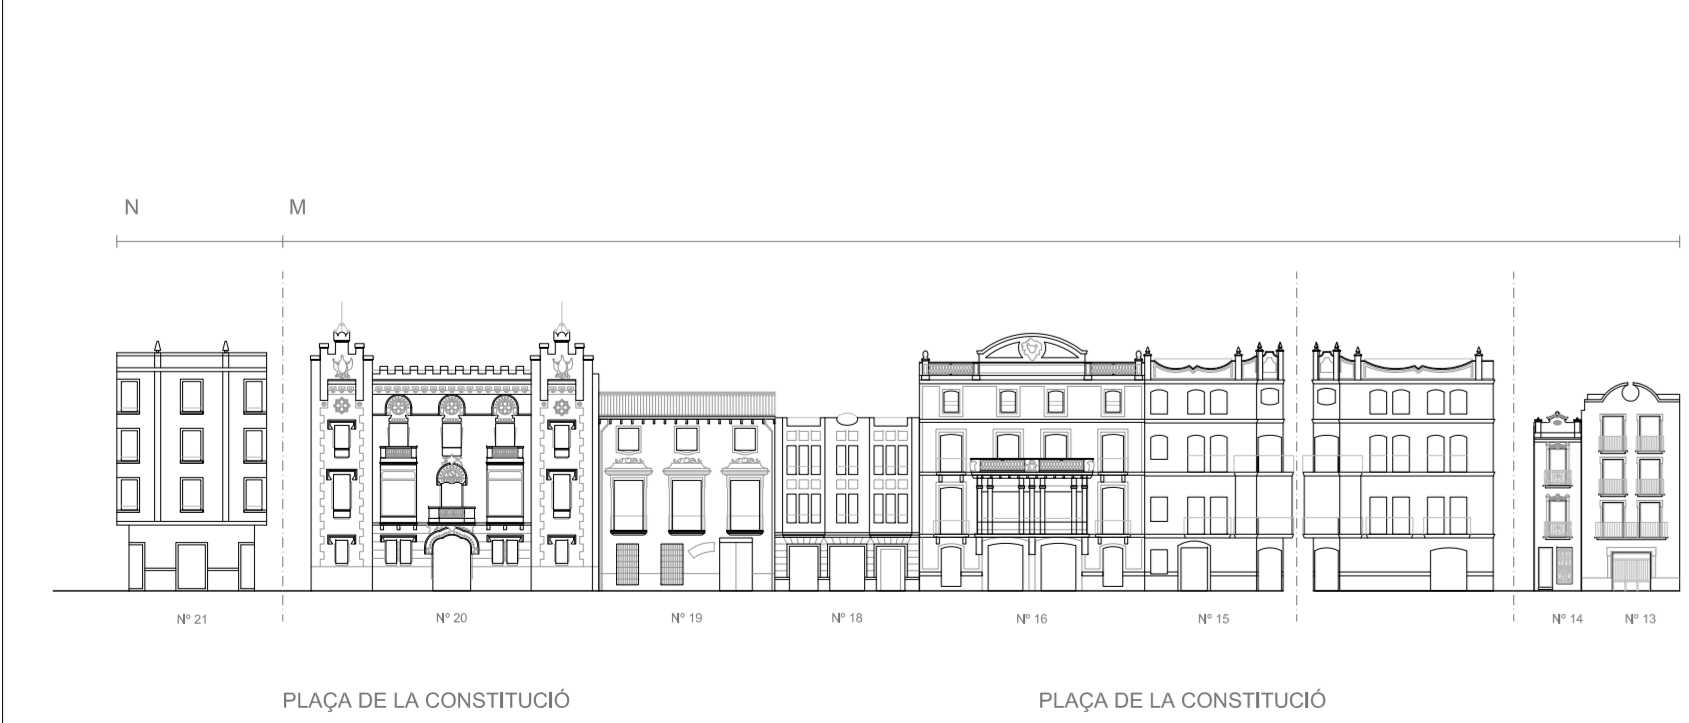 N M
Nº 21 Nº 20 Nº 19 Nº 18 Nº 16 Nº 15 Nº 14 Nº 13
PLAÇA DE LA CONSTITUCIÓ PLAÇA DE LA CONSTITUCIÓ